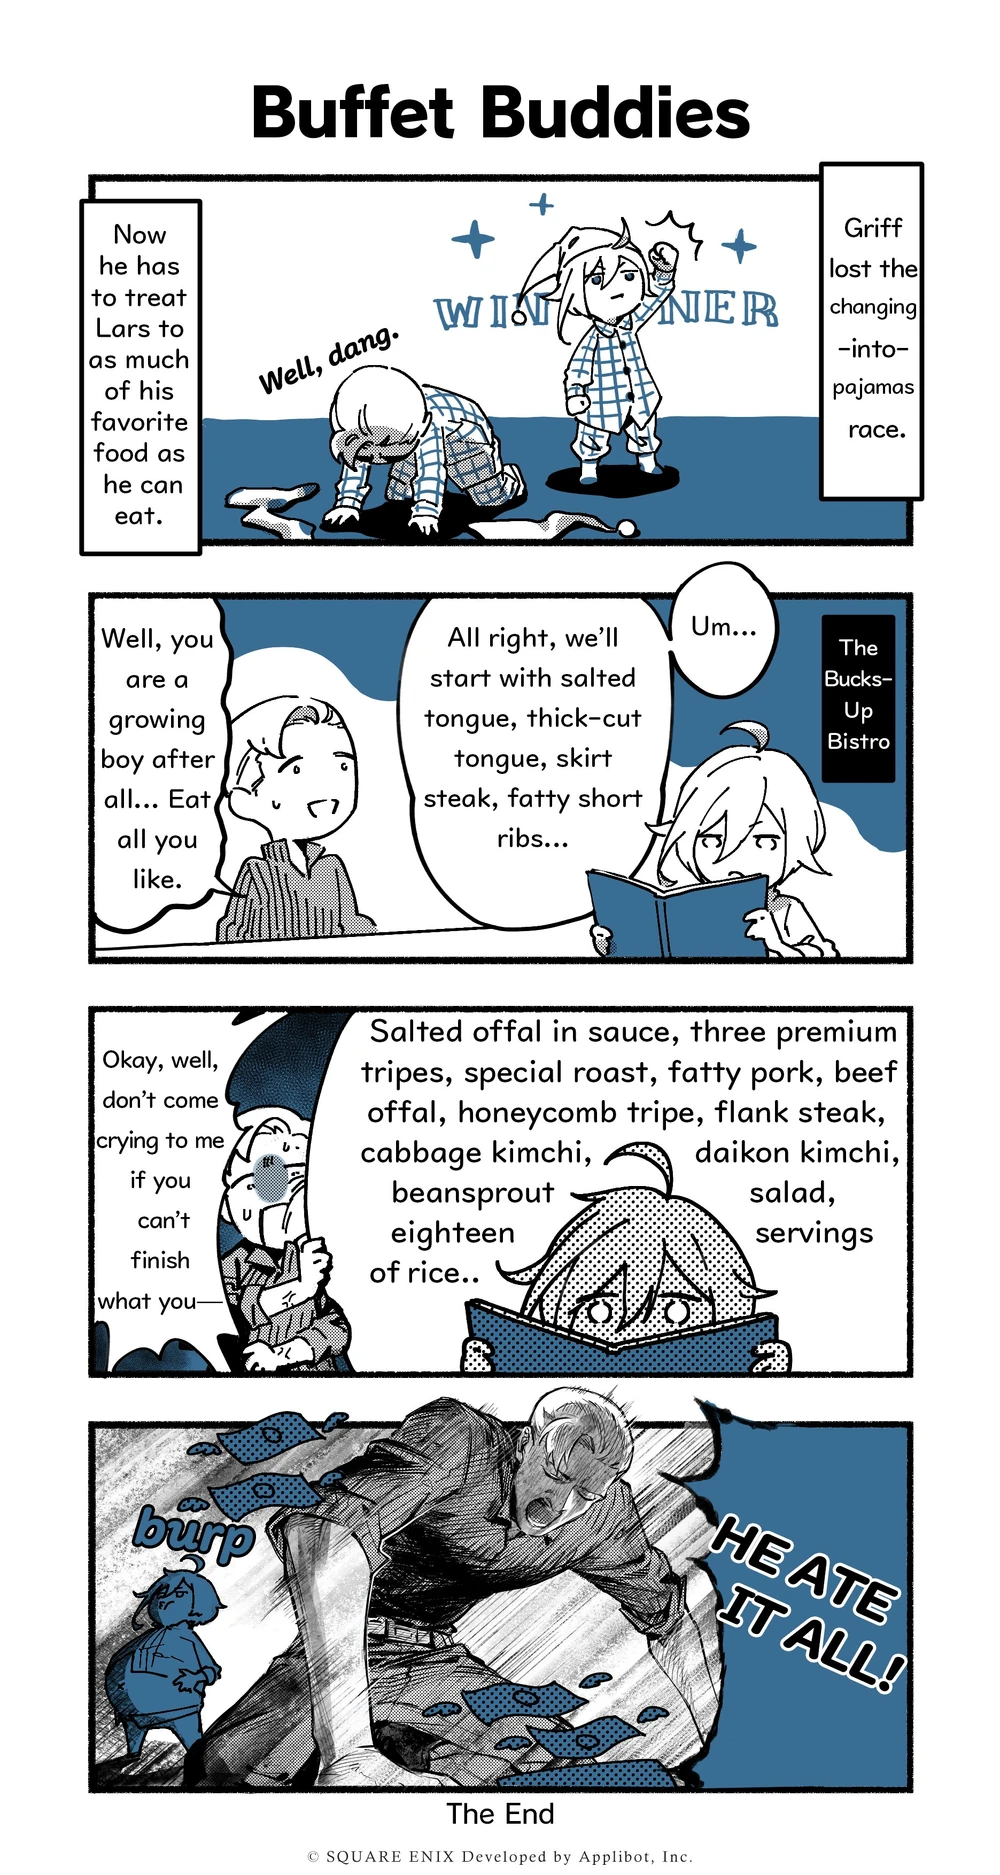 Buffet Buddies
Griff
lost the
changing
-into-
pajamas
race.
Now
he has
to treat
Lars to
as much
of his
favorite
food as
he can
eat.
WINNER
Well, dang.
The
Bucks-
Up
Bistro
Um...
All right, we'll
start with salted
tongue, thick-cut
tongue, skirt
steak, fatty short
ribs...
Well, you
are a
growing
boy after
all... Eat
all you
like.
Salted offal in sauce, three premium
tripes, special roast, fatty pork, beef
offal, honeycomb tripe, flank steak,
cabbage kimchi, daikon kimchi,
beansprout salad,
eighteen servings
of rice..
Okay, well,
don't come
crying to me
if you
can't
finish
what you—
HE ATE
IT ALL!
burp
The End
© SQUARE ENIX Developed by Applibot, Inc.